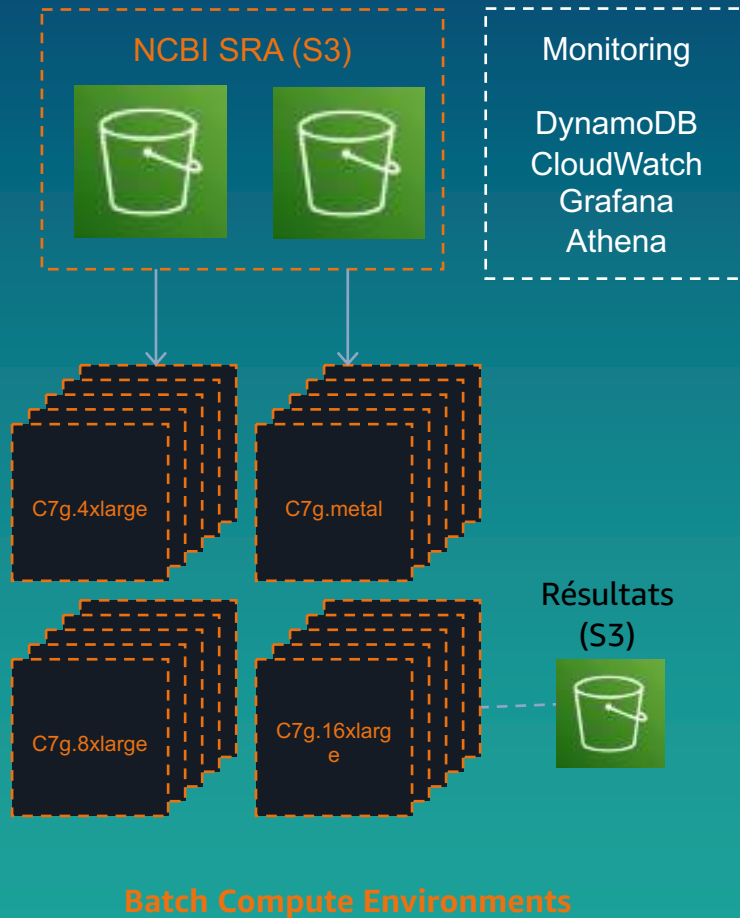 NCBI SRA (S3)
Monitoring
DynamoDB
CloudWatch
Grafana
Athena
C7g.4xlarge
C7g.metal
C7g.8xlarge
C7g.16xlarg
e
Résultats
(S3)
Batch Compute Environments